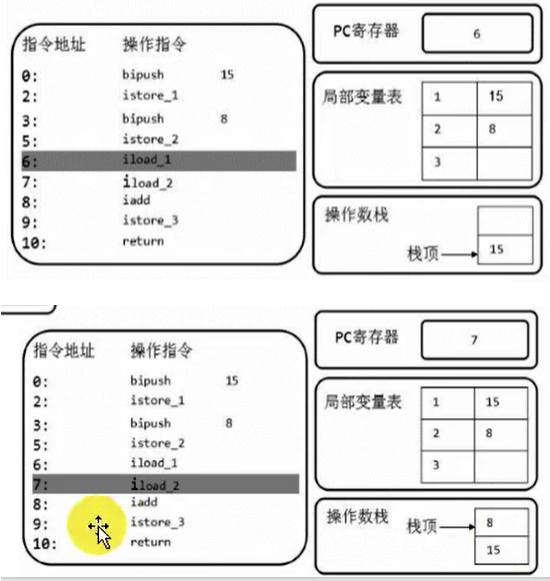 指令地址 操作指令
0: bipush 15
2: istore_1
3: bipush 8
5: istore_2
6: iload_1
7: iload_2
8: iadd
9: istore_3
10: return
PC寄存器 6
局部变量表 1 15
2 8
3
操作数栈
栈顶 15
指令地址 操作指令
0: bipush 15
2: istore_1
3: bipush 8
5: istore_2
6: iload_1
7: iload_2
8: iadd
9: istore_3
10: return
PC寄存器 7
局部变量表 1 15
2 8
3
操作数栈 栈顶 8
15